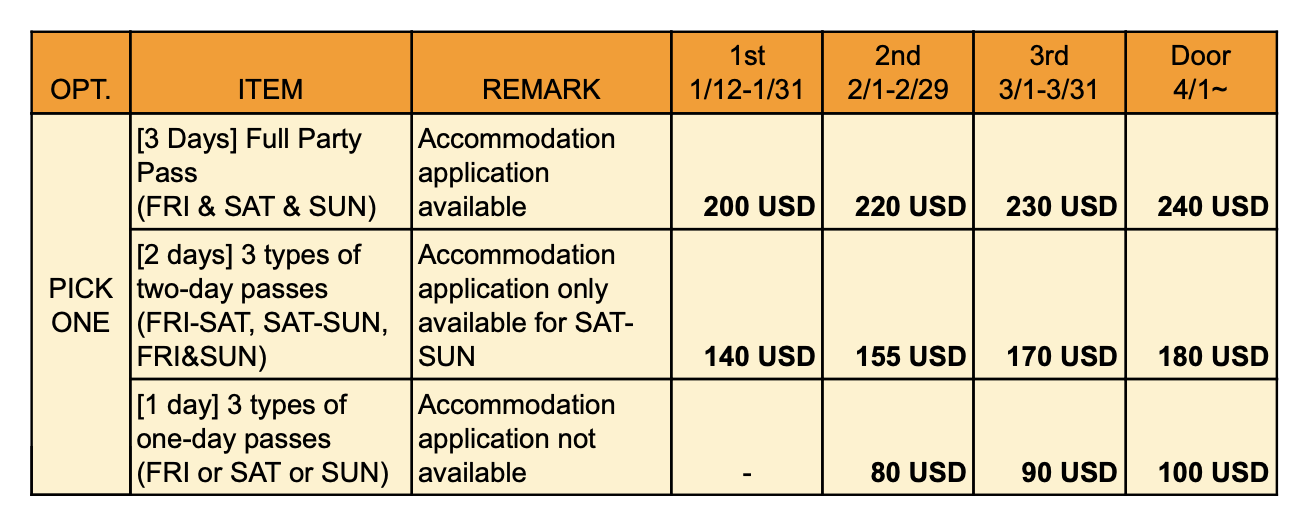 OPT.
ITEM
REMARK
1st
1/12-1/31
2nd
2/1-2/29
3rd
3/1-3/31
Door
4/1~
PICK
ONE
[3 Days] Full Party
Pass
(FRI & SAT & SUN)
Accommodation
application
available
200 USD
220 USD
230 USD
240 USD
[2 days] 3 types of
two-day passes
(FRI-SAT, SAT-SUN,
FRI&SUN)
Accommodation
application only
available for SAT-
SUN
140 USD
155 USD
170 USD
180 USD
[1 day] 3 types of
one-day passes
(FRI or SAT or SUN)
Accommodation
application not
available
-
80 USD
90 USD
100 USD